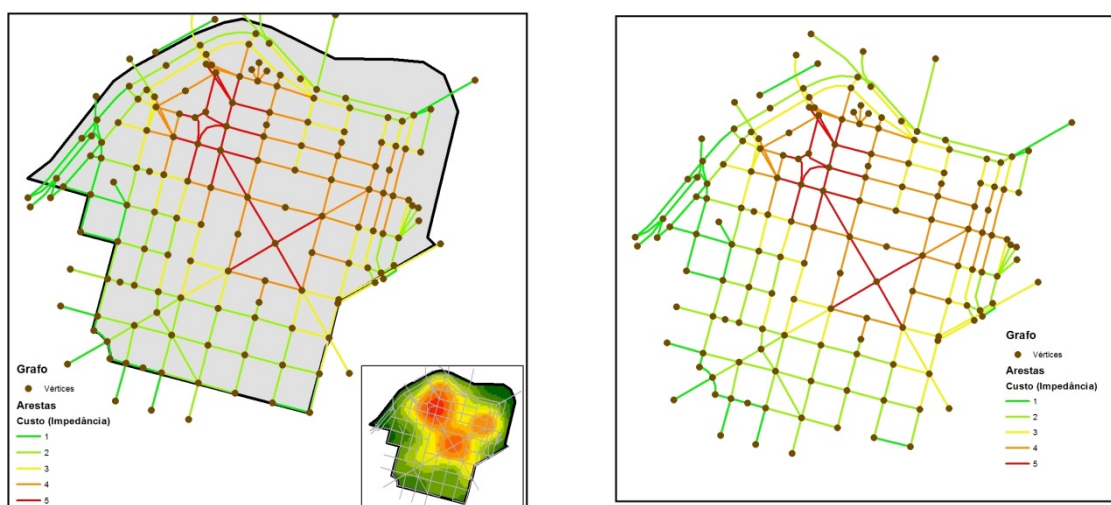 Grafo
Vértices
Arestas
Custo (Impedância)
1
2
3
4
5
Grafo
Vértices
Arestas
Custo (Impedância)
1
2
3
4
5